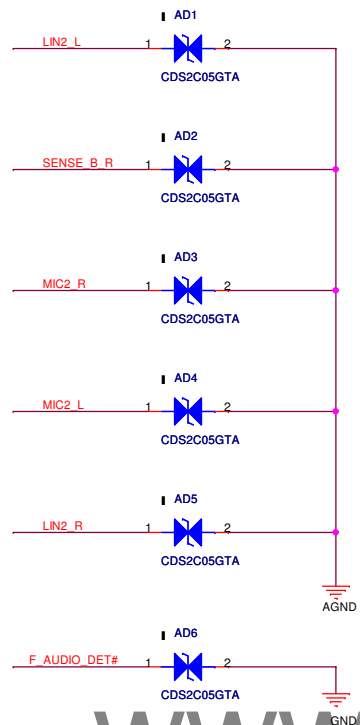 AD1
LIN2_L 1 2
CDS2C05GTA
AD2
SENSE_B_R 1 2
CDS2C05GTA
AD3
MIC2_R 1 2
CDS2C05GTA
AD4
MIC2_L 1 2
CDS2C05GTA
AD5
LIN2_R 1 2
CDS2C05GTA
AGND
AD6
F_AUDIO_DET# 1 2
CDS2C05GTA
GND